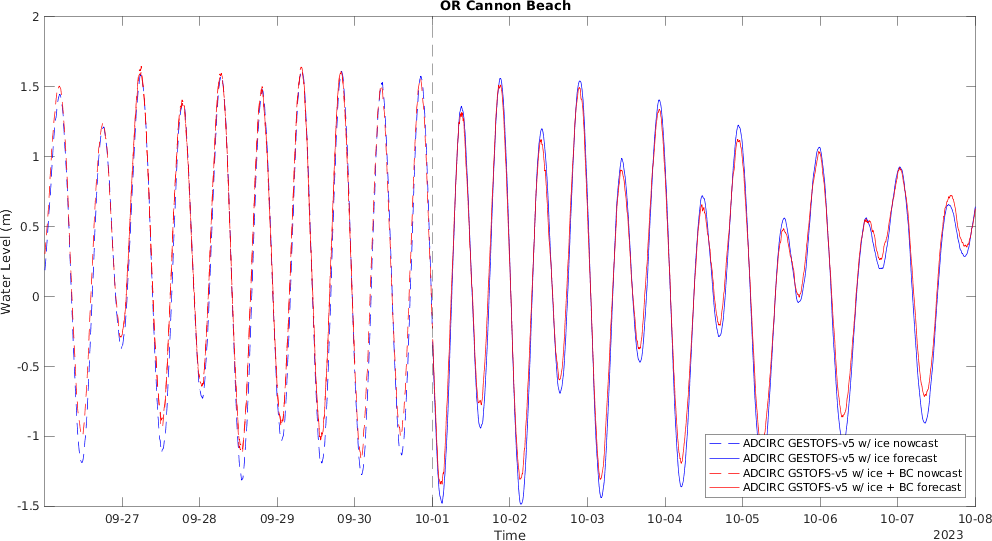 OR Cannon Beach
2
1.5
1
0.5
0
-0.5
-1
-1.5
Water Level (m)
09-27 09-28 09-29 09-30 10-01 10-02 10-03 10-04 10-05 10-06 10-07 10-08
Time
2023
ADCIRC GESTOFS-v5 w/ ice nowcast
ADCIRC GESTOFS-v5 w/ ice forecast
ADCIRC GSTOFS-v5 w/ ice + BC nowcast
ADCIRC GSTOFS-v5 w/ ice + BC forecast